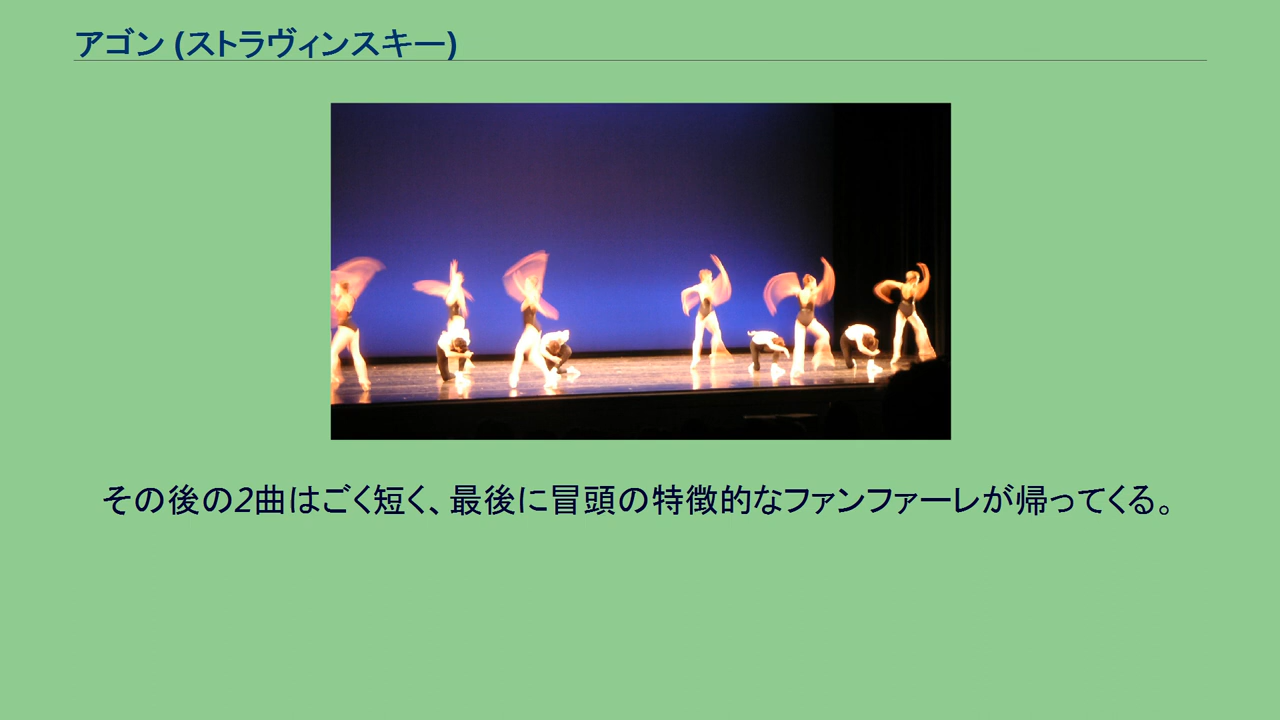 アゴン (ストラヴィンスキー)
その後の2曲はごく短く、最後に冒頭の特徴的なファンファーレが帰ってくる。